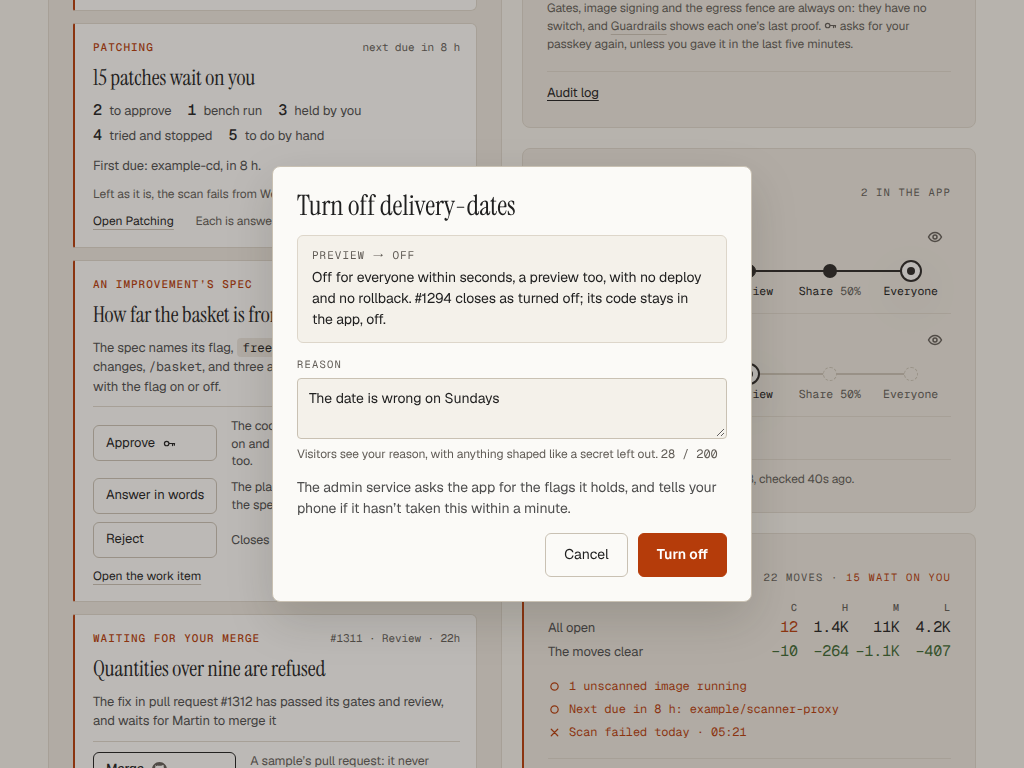 PATCHING
next due in 8 h
15 patches wait on you
2 to approve 1 bench run 3 held by you
4 tried and stopped 5 to do by hand
First due: example-cd, in 8 h.
Left as it is, the scan fails from
Open Patching Each is
AN IMPROVEMENT'S SPEC
How far the basket is
The spec names its flag,
changes, /basket, and three
with the flag on or off.
Approve
on and
too.
Answer in words
The
the
Reject
Closes
Open the work item
WAITING FOR YOUR MERGE
#1311 · Review · 22h
Quantities over nine are refused
The fix in pull request #1312 has passed its gates and review,
and waits for Martin to merge it
Merge
A sample's pull request: it never
Gates, image signing and the egress fence are always on: they have no
switch, and Guardrails shows each one's last proof. asks for your
passkey again, unless you gave it in the last five minutes.
Audit log
2 IN THE APP
Share 50% Everyone
Share 50% Everyone
checked 40s ago.
22 MOVES · 15 WAIT ON YOU
C H M L
All open 12 1.4K 11K 4.2K
The moves clear −10 −264 −1.1K −407
1 unscanned image running
Next due in 8 h: example/scanner-proxy
Scan failed today · 05:21
Turn off delivery-dates
PREVIEW → OFF
Off for everyone within seconds, a preview too, with no deploy
and no rollback. #1294 closes as turned off; its code stays in
the app, off.
REASON
The date is wrong on Sundays
Visitors see your reason, with anything shaped like a secret left out. 28 / 200
The admin service asks the app for the flags it holds, and tells your
phone if it hasn't taken this within a minute.
Cancel
Turn off